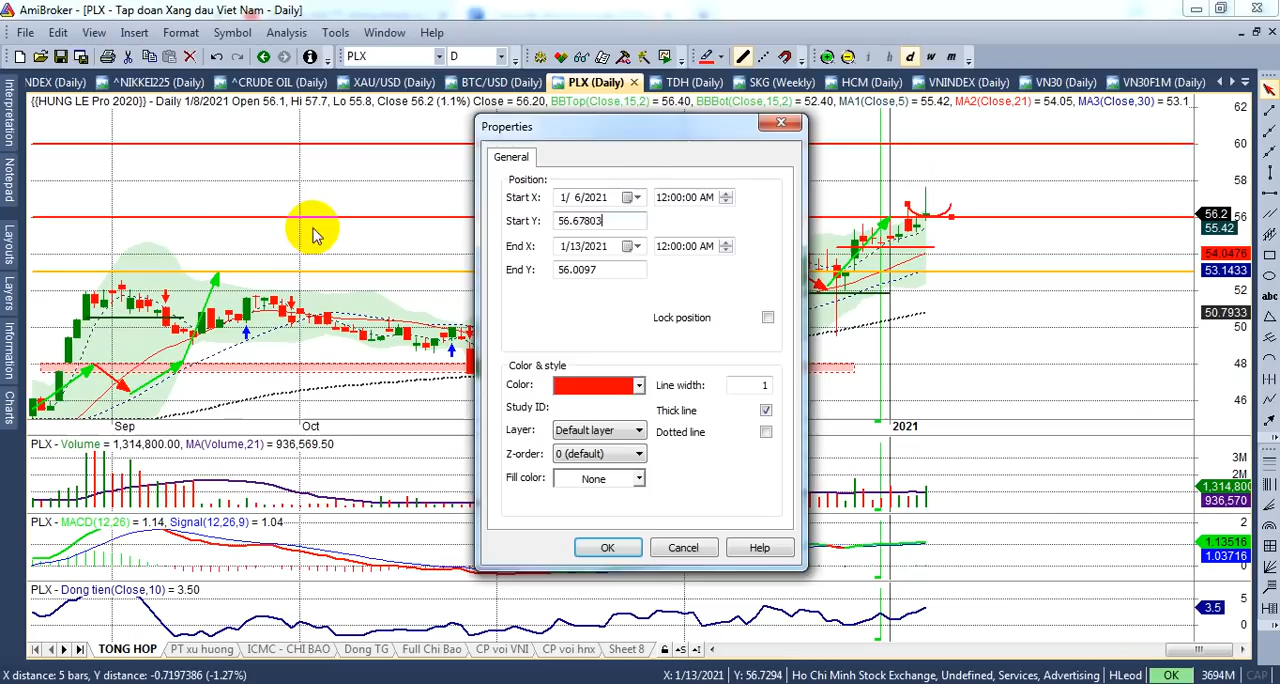 AmiBroker - [PLX - Tap doan Xang dau Viet Nam - Daily]
File Edit View Insert Format Symbol Analysis Tools Window Help
PLX D d w m
NDEX (Daily) ^NIKKEI225 (Daily) ^CRUDE OIL (Daily) XAU/USD (Daily) BTC/USD (Daily) PLX (Daily) TDH (Daily) SKG (Weekly) HCM (Daily) VNINDEX (Daily) VN30 (Daily) VN30F1M (Daily)
{{HUNG LE Pro 2020}} - Daily 1/8/2021 Open 56.1, Hi 57.7, Lo 55.8, Close 56.2 (1.1%) Close = 56.20, BBTop(Close,15,2) = 56.40, BBBot(Close,15,2) = 52.40, MA1(Close,5) = 55.42, MA2(Close,21) = 54.05, MA3(Close,30) = 53.1
Interpretation
Notepad
Layouts
Layers
Information
Charts
Properties
General
Position:
Start X: 1/ 6/2021 12:00:00 AM
Start Y: 56.67803
End X: 1/13/2021 12:00:00 AM
End Y: 56.0097
Lock position
Color & style
Color: Line width: 1
Study ID: Thick line
Layer: Default layer Dotted line
Z-order: 0 (default)
Fill color: None
OK Cancel Help
62
60
58
56.2
56
55.42
54.0476
53.1433
52
50.7933
50
48
46
abc
Sep Oct 2021
PLX - Volume = 1,314,800.00, MA(Volume,21) = 936,569.50
3M
2M
1,314,800
936,570
PLX - MACD(12,26) = 1.14, Signal(12,26,9) = 1.04
2
1.13516
1.03716
0
PLX - Dong tien(Close,10) = 3.50
5
3.5
0
TONG HOP PT xu huong ICMC - CHI BAO Dong TG Full Chi Bao CP voi VNI CP voi hnx Sheet 8
X distance: 5 bars, Y distance: -0.7197386 (-1.27%) X: 1/13/2021 Y: 56.7294 Ho Chi Minh Stock Exchange, Undefined, Services, Advertising HLeod OK 3694M CAP